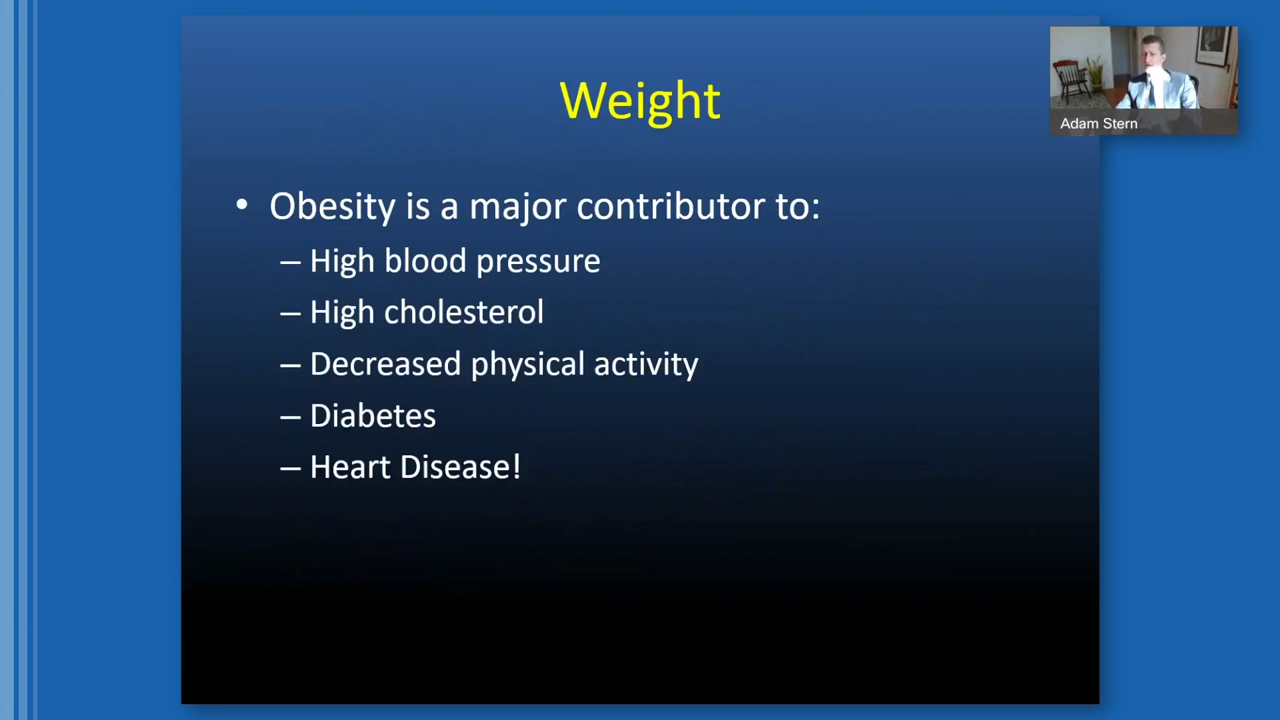 Weight
Adam Stern
• Obesity is a major contributor to:
– High blood pressure
– High cholesterol
– Decreased physical activity
– Diabetes
– Heart Disease!